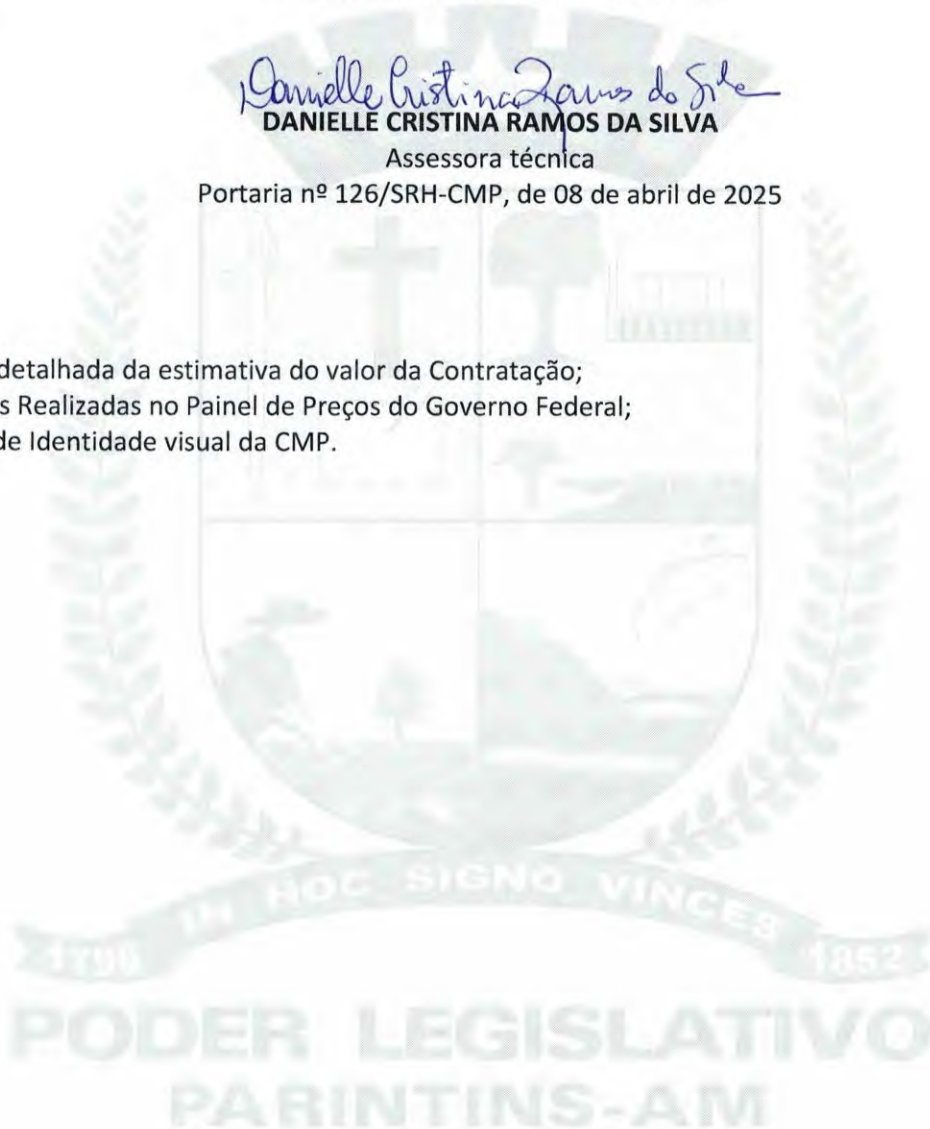 Danielle Cristina Ramos da Silva
DANIELLE CRISTINA RAMOS DA SILVA
Assessora técnica
Portaria nº 126/SRH-CMP, de 08 de abril de 2025
detalhada da estimativa do valor da Contratação;
s Realizadas no Painel de Preços do Governo Federal;
de Identidade visual da CMP.
IN HOC SIGNO VINCES
1796 1852
PODER LEGISLATIVO
PARINTINS-AM